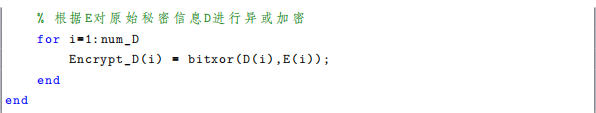 % 根据E对原始秘密信息D进行异或加密
for i=1:num_D
Encrypt_D(i) = bitxor(D(i),E(i));
end
end